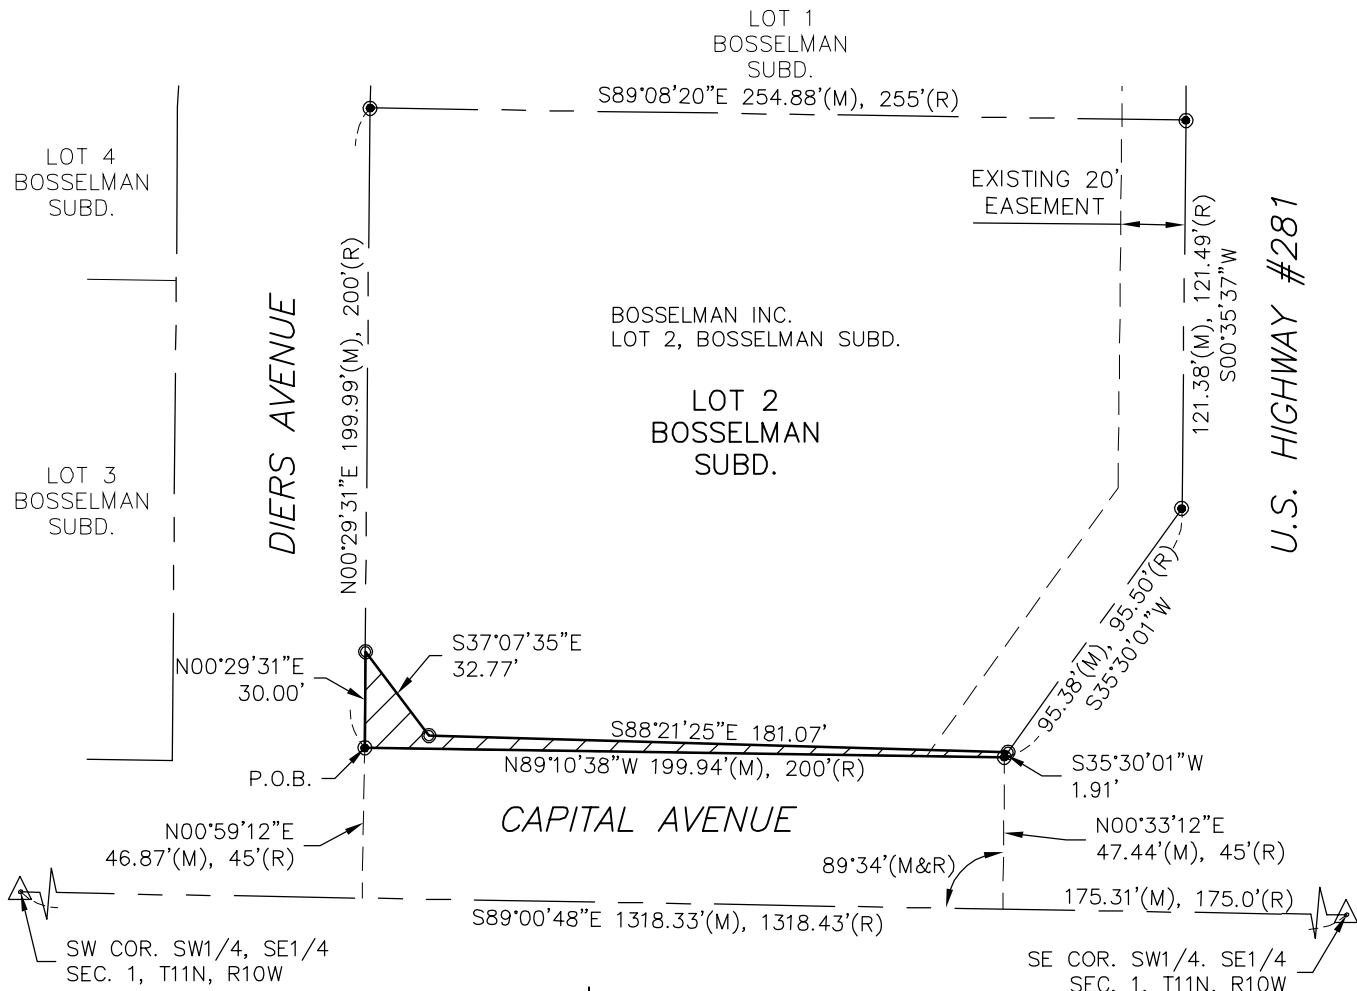 LOT 1
BOSSELMAN
SUBD.
S89°08'20"E 254.88'(M), 255'(R)
LOT 4
BOSSELMAN
SUBD.
EXISTING 20'
EASEMENT
121.38'(M), 121.49'(R)
S00°35'37"W
U.S. HIGHWAY #281
N00°29'31"E 199.99'(M), 200'(R)
DIERS AVENUE
BOSSELMAN INC.
LOT 2, BOSSELMAN SUBD.
LOT 2
BOSSELMAN
SUBD.
LOT 3
BOSSELMAN
SUBD.
95.38'(M), 95.50'(R)
S35°30'01"W
S37°07'35"E
32.77'
N00°29'31"E
30.00'
S88°21'25"E 181.07'
N89°10'38"W 199.94'(M), 200'(R)
S35°30'01"W
1.91'
P.O.B.
CAPITAL AVENUE
N00°59'12"E
46.87'(M), 45'(R)
N00°33'12"E
47.44'(M), 45'(R)
89°34'(M&R)
175.31'(M), 175.0'(R)
S89°00'48"E 1318.33'(M), 1318.43'(R)
SW COR. SW1/4, SE1/4
SEC. 1, T11N, R10W
SE COR. SW1/4. SE1/4
SEC. 1, T11N, R10W